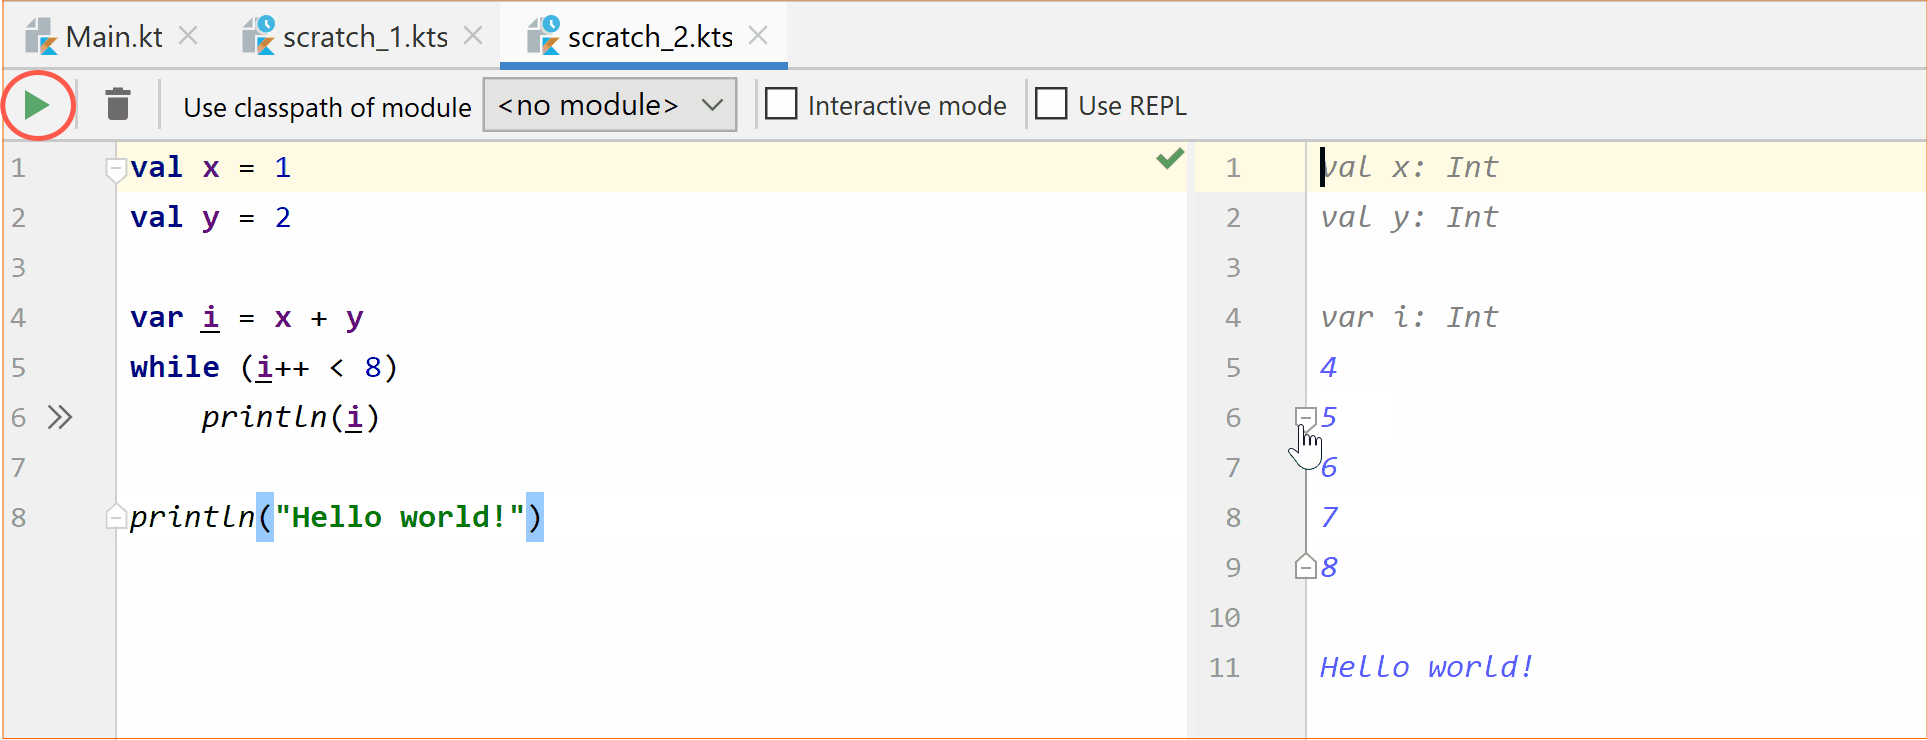 Main.kt scratch_1.kts scratch_2.kts
Use classpath of module <no module> Interactive mode Use REPL
1 val x = 1
2 val y = 2
3
4 var i = x + y
5 while (i++ < 8)
6     println(i)
7
8 println("Hello world!")
1 val x: Int
2 val y: Int
3
4 var i: Int
5 4
6 5
7 6
8 7
9 8
10
11 Hello world!